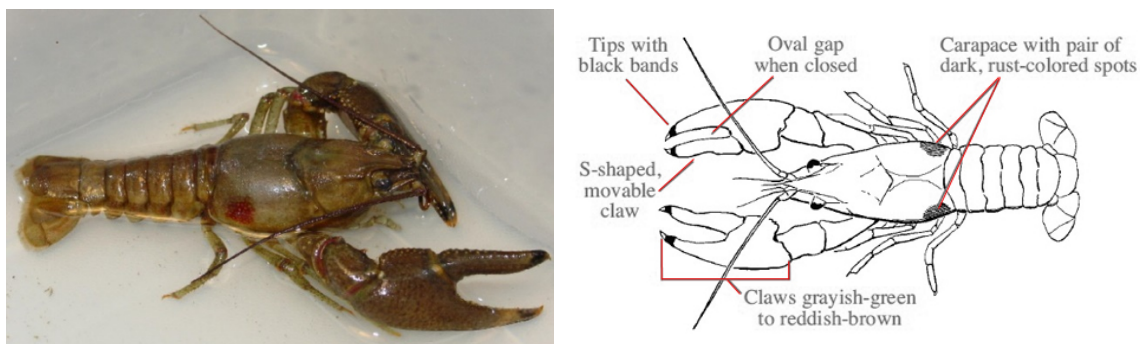 Tips with
black bands
Oval gap
when closed
Carapace with pair of
dark, rust-colored spots
S-shaped,
movable
claw
Claws grayish-green
to reddish-brown